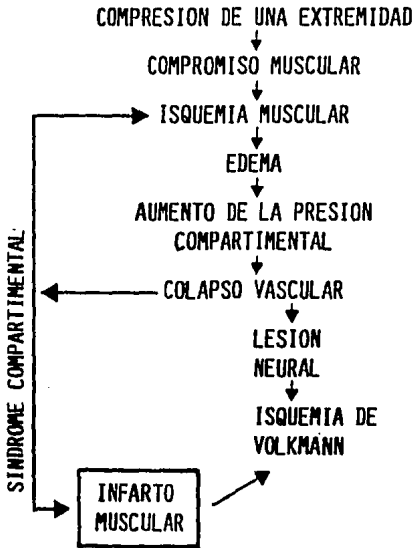 COMPRESION DE UNA EXTREMIDAD
COMPROMISO MUSCULAR
ISQUEMIA MUSCULAR
EDEMA
AUMENTO DE LA PRESION
COMPARTIMENTAL
COLAPSO VASCULAR
LESION
NEURAL
ISQUEMIA DE
VOLKMANN
INFARTO
MUSCULAR
SINDROME COMPARTIMENTAL